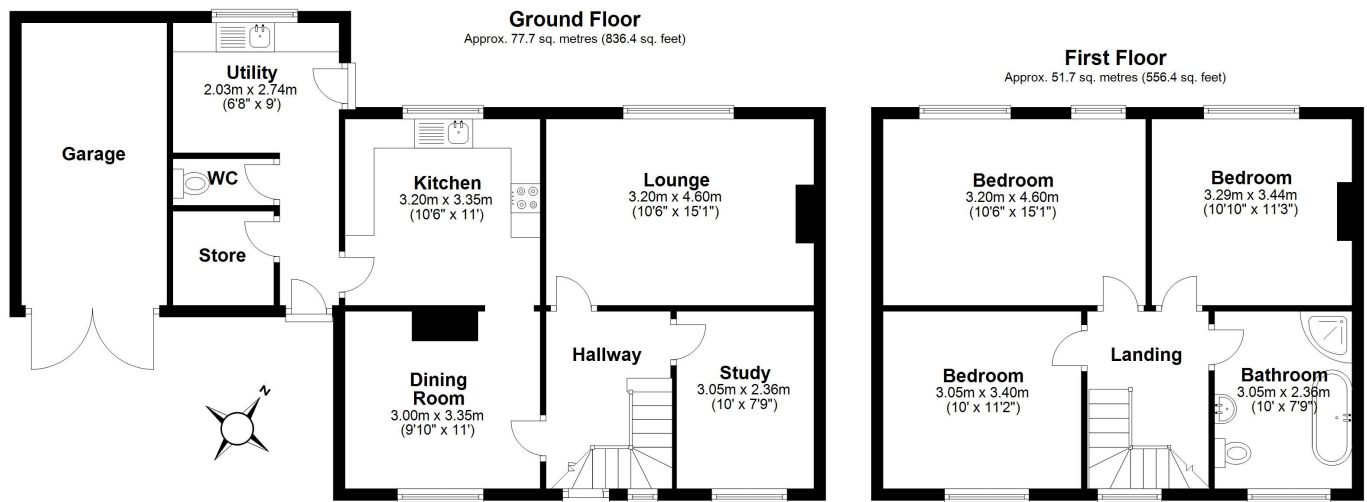 Ground Floor
Approx. 77.7 sq. metres (836.4 sq. feet)
Utility
2.03m x 2.74m
(6'8" x 9')
Garage
WC
Store
Kitchen
3.20m x 3.35m
(10'6" x 11')
Lounge
3.20m x 4.60m
(10'6" x 15'1")
Dining
Room
3.00m x 3.35m
(9'10" x 11')
Hallway
Study
3.05m x 2.36m
(10' x 7'9")
N
First Floor
Approx. 51.7 sq. metres (556.4 sq. feet)
Bedroom
3.20m x 4.60m
(10'6" x 15'1")
Bedroom
3.29m x 3.44m
(10'10" x 11'3")
Bedroom
3.05m x 3.40m
(10' x 11'2")
Landing
Bathroom
3.05m x 2.36m
(10' x 7'9")